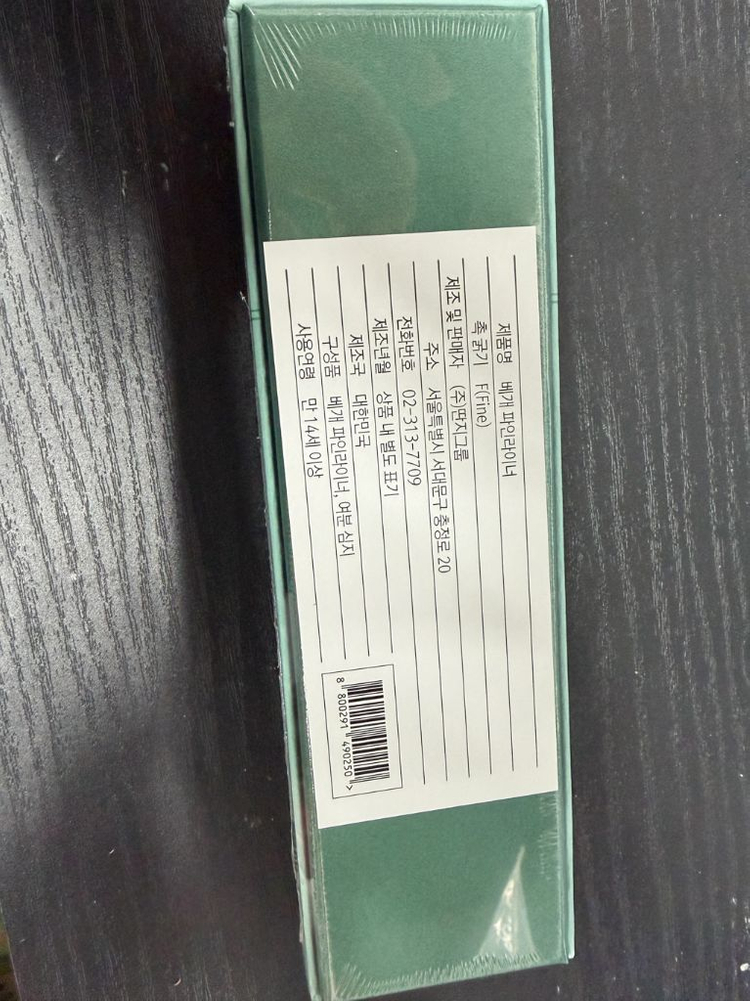 제품명 베개 파인라이너
촉 굵기 F(Fine)
제조 및 판매자 (주)딴지그룹
주소 서울특별시 서대문구 충정로 20
전화번호 02-313-7709
제조년월 상품 내 별도 표기
제조국 대한민국
구성품 베개 파인라이너, 여분 심지
사용연령 만 14세 이상
8 800291 490250 >